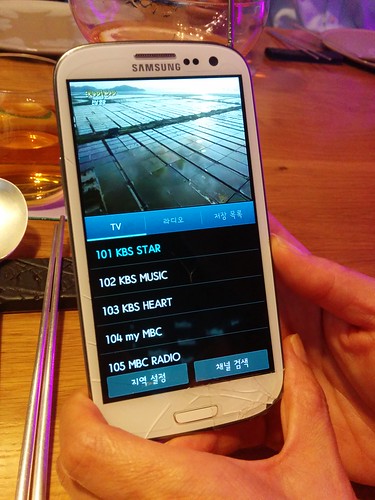 SAMSUNG
TV
라디오
저장 목록
101 KBS STAR
102 KBS MUSIC
103 KBS HEART
104 my MBC
105 MBC RADIO
지역 설정
채널 검색